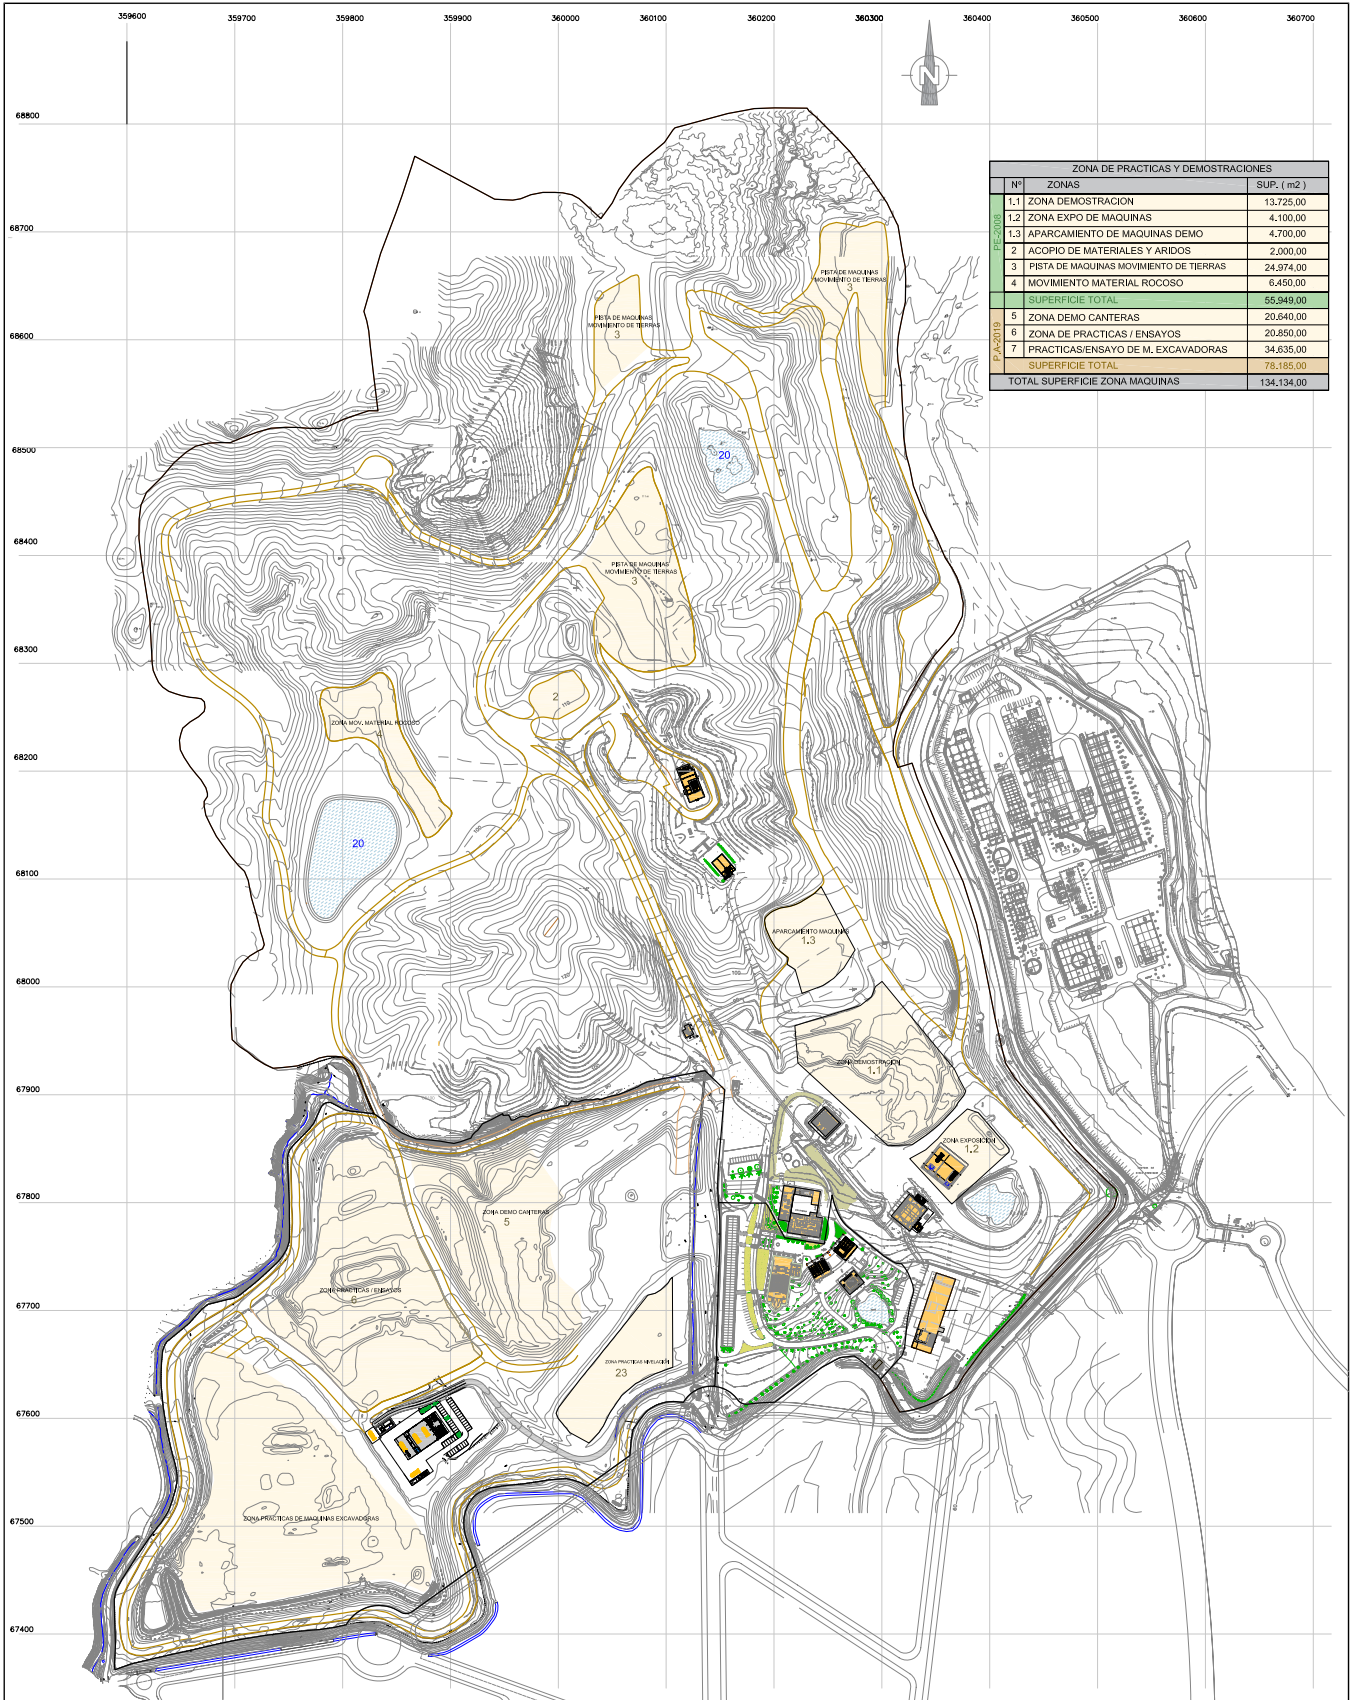 359600 359700 359800 359900 360000 360100 360200 360300 360400 360500 360600 360700
N
68800
68700
68600
68500
68400
68300
68200
68100
68000
67900
67800
67700
67600
67500
67400
ZONA DE PRACTICAS Y DEMOSTRACIONES
Nº ZONAS SUP. ( m2 )
PE-2008
1.1 ZONA DEMOSTRACION 13.725,00
1.2 ZONA EXPO DE MAQUINAS 4.100,00
1.3 APARCAMIENTO DE MAQUINAS DEMO 4.700,00
2 ACOPIO DE MATERIALES Y ARIDOS 2.000,00
3 PISTA DE MAQUINAS MOVIMIENTO DE TIERRAS 24.974,00
4 MOVIMIENTO MATERIAL ROCOSO 6.450,00
SUPERFICIE TOTAL 55.949,00
P.A-2019
5 ZONA DEMO CANTERAS 20.640,00
6 ZONA DE PRACTICAS / ENSAYOS 20.850,00
7 PRACTICAS/ENSAYO DE M. EXCAVADORAS 34.635,00
SUPERFICIE TOTAL 78.185,00
TOTAL SUPERFICIE ZONA MAQUINAS 134.134,00
PISTA DE MAQUINAS
MOVIMIENTO DE TIERRAS
3
PISTA DE MAQUINAS
MOVIMIENTO DE TIERRAS
3
20
PISTA DE MAQUINAS
MOVIMIENTO DE TIERRAS
3
2
ZONA MOV. MATERIAL ROCOSO
4
20
APARCAMIENTO MAQUINAS
1.3
ZONA DEMOSTRACION
1.1
ZONA EXPOSICION
1.2
ZONA DEMO CANTERAS
5
ZONA PRACTICAS / ENSAYOS
6
ZONA PRACTICAS NIVELACION
23
ZONA PRACTICAS DE MAQUINAS EXCAVADORAS